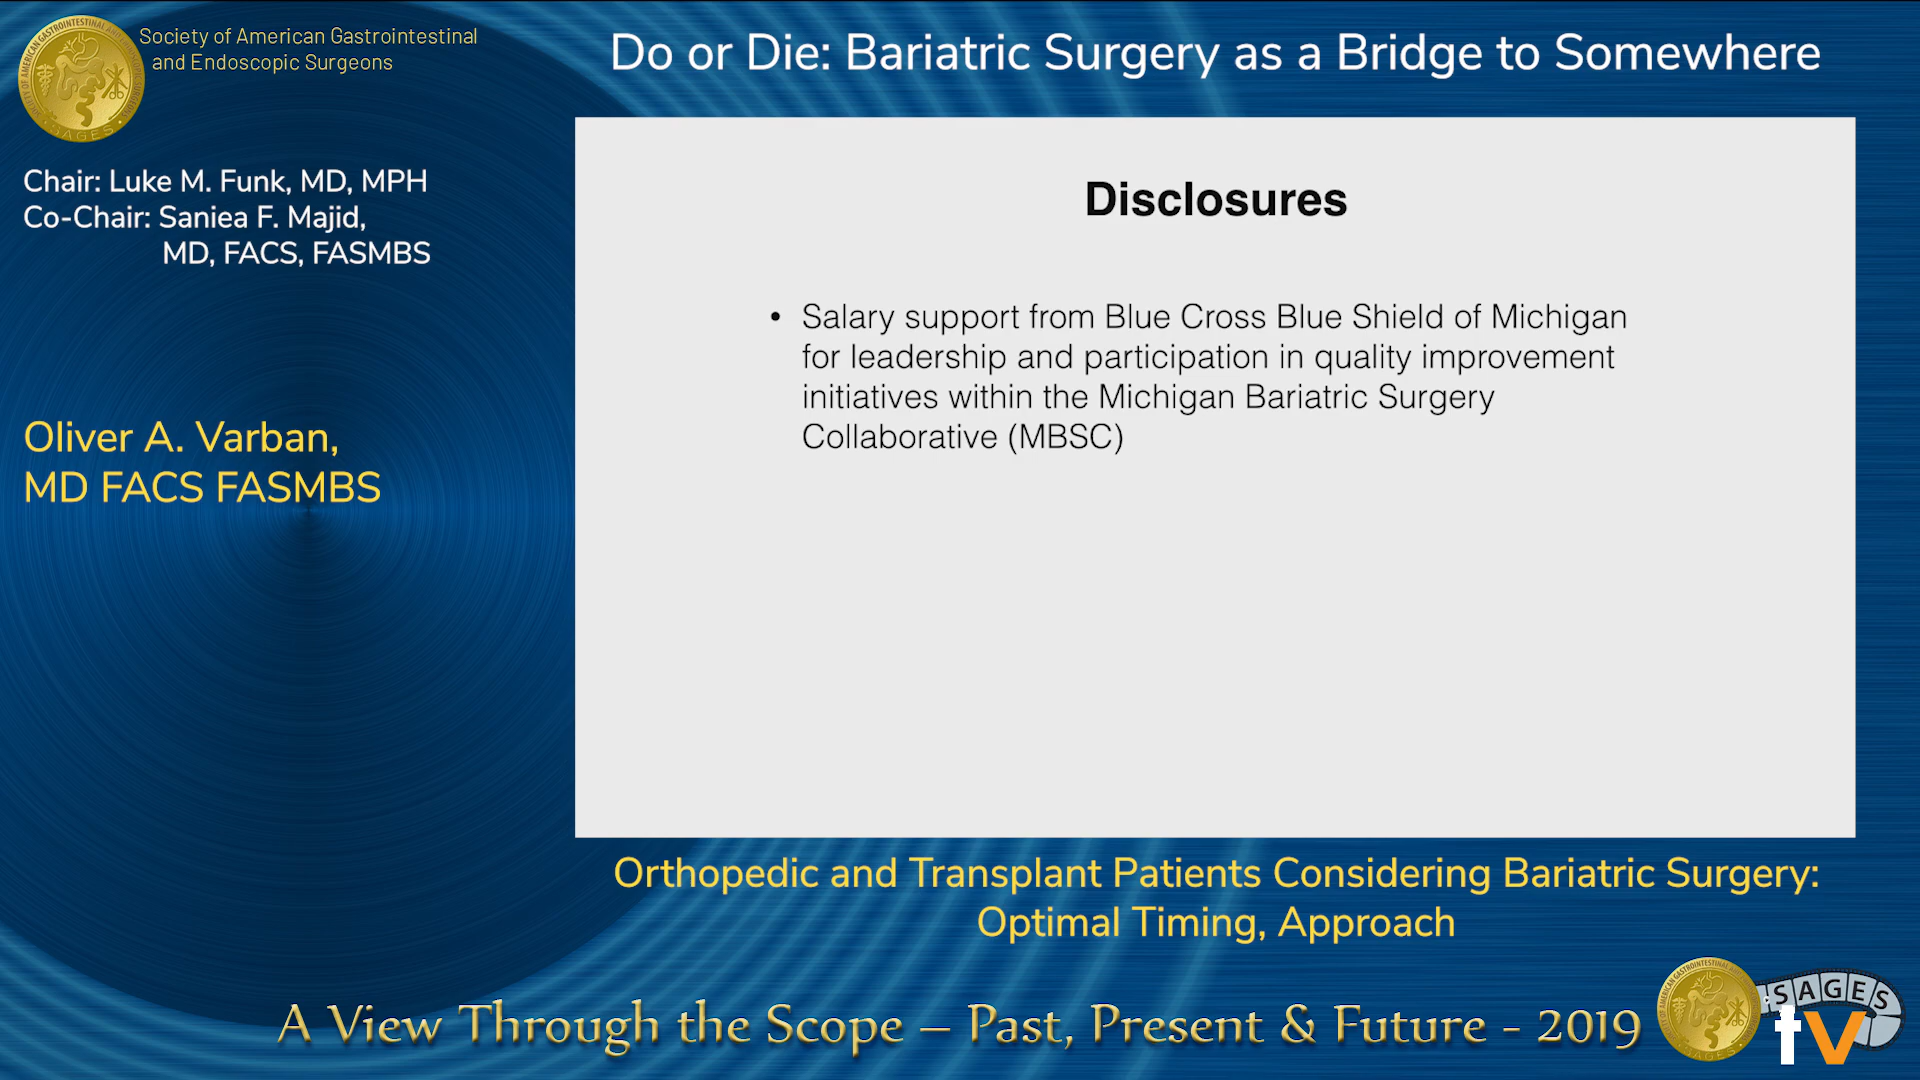 Society of American Gastrointestinal
and Endoscopic Surgeons
Do or Die: Bariatric Surgery as a Bridge to Somewhere
Chair: Luke M. Funk, MD, MPH
Co-Chair: Saniea F. Majid,
MD, FACS, FASMBS
Oliver A. Varban,
MD FACS FASMBS
Disclosures
• Salary support from Blue Cross Blue Shield of Michigan
for leadership and participation in quality improvement
initiatives within the Michigan Bariatric Surgery
Collaborative (MBSC)
Orthopedic and Transplant Patients Considering Bariatric Surgery:
Optimal Timing, Approach
A View Through the Scope – Past, Present & Future - 2019
SAGES
tv